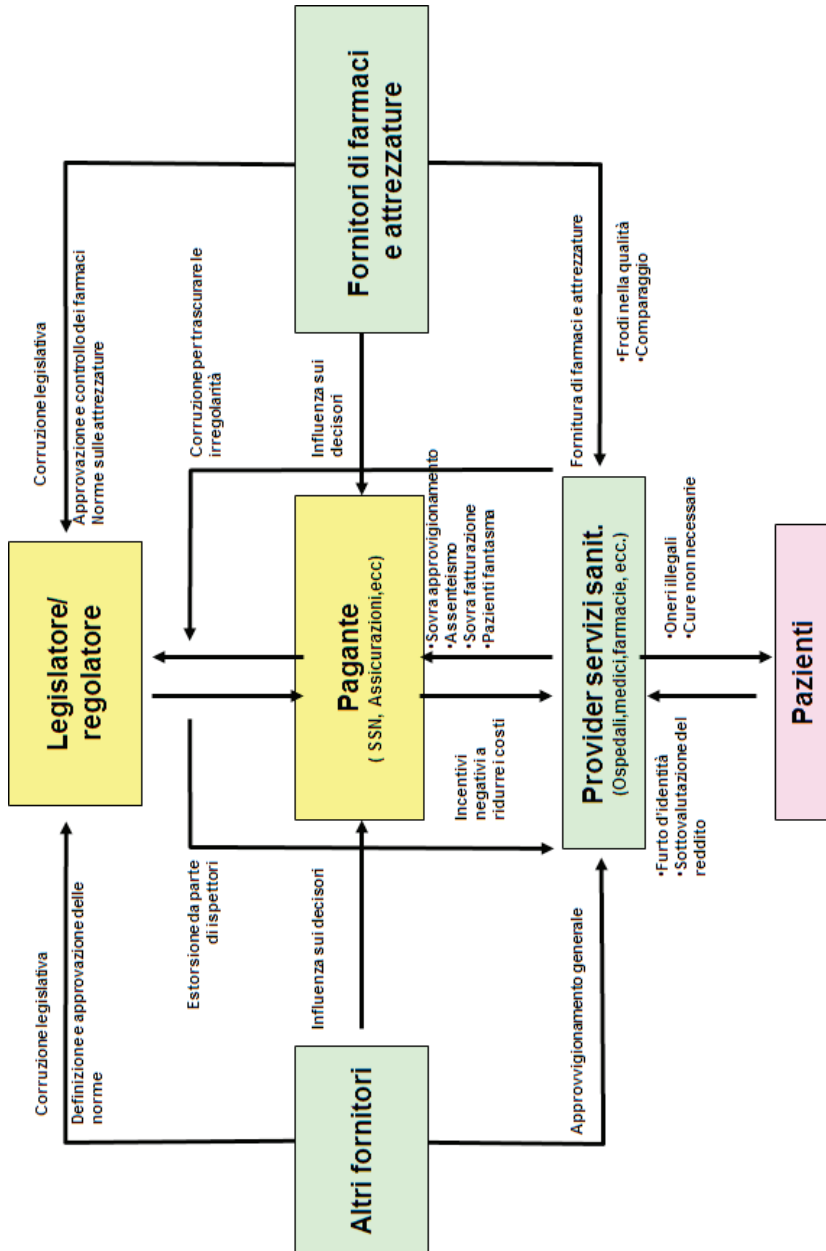 Corruzione legislativa
Definizione e approvazione delle
norme
Legislatore/
regolatore
Corruzione legislativa
Approvazione e controllo dei farmaci
Norme sulle attrezzature
Estorsione da parte
di ispettori
Corruzione per trascurare le
irregolarità
Altri fornitori
Influenza sui decisori
Pagante
( SSN, Assicurazioni,ecc)
Influenza sui
decisori
Fornitori di farmaci
e attrezzature
Incentivi
negativi a
ridurre i costi
•Sovra approvigionamento
•Assenteismo
•Sovra fatturazione
•Pazienti fantasma
Approvvigionamento generale
Provider servizi sanit.
(Ospedali,medici,farmacie, ecc.)
Fornitura di farmaci e attrezzature
•Frodi nella qualità
•Comparaggio
•Furto d'identità
•Sottovalutazione del
reddito
•Oneri illegali
•Cure non necessarie
Pazienti